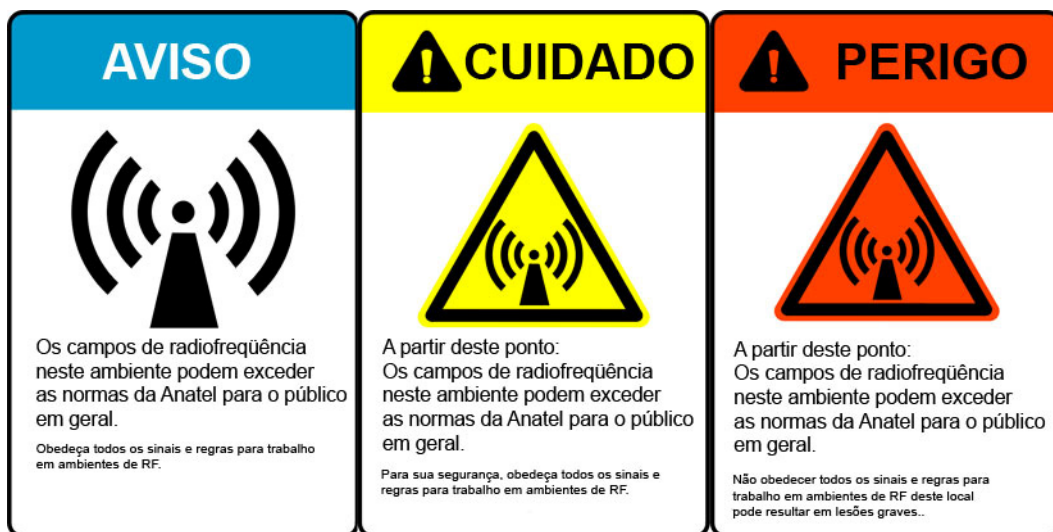 AVISO
Os campos de radiofreqüência
neste ambiente podem exceder
as normas da Anatel para o público
em geral.
Obedeça todos os sinais e regras para trabalho
em ambientes de RF.
! CUIDADO
A partir deste ponto:
Os campos de radiofreqüência
neste ambiente podem exceder
as normas da Anatel para o público
em geral.
Para sua segurança, obedeça todos os sinais e
regras para trabalho em ambientes de RF.
! PERIGO
A partir deste ponto:
Os campos de radiofreqüência
neste ambiente podem exceder
as normas da Anatel para o público
em geral.
Não obedecer todos os sinais e regras para
trabalho em ambientes de RF deste local
pode resultar em lesões graves..